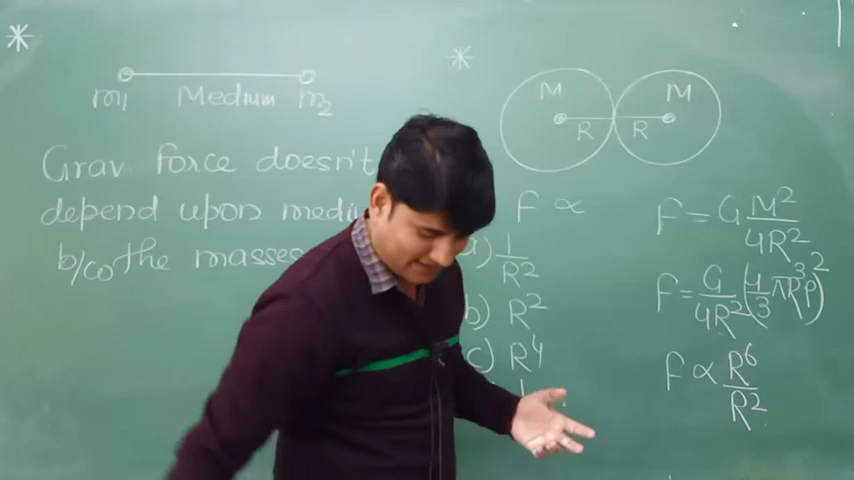 *
m1 Medium m2
Grav. Force doesn't
depend upon
b/w the masses
*
M M
R R
F ∝
a) 1/R²
b) R²
c) R⁴
F = G M²/4R²
F = G/4R² (4/3 πR³ρ)²
F ∝ R⁶/R²